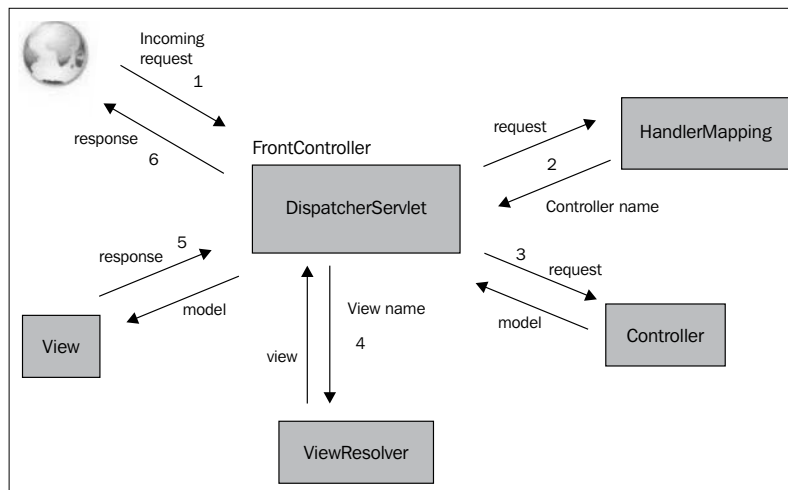 Incoming
request
1
response
6
FrontController
DispatcherServlet
request
HandlerMapping
2
Controller name
3
request
model
Controller
5
response
model
View
View name
4
view
ViewResolver